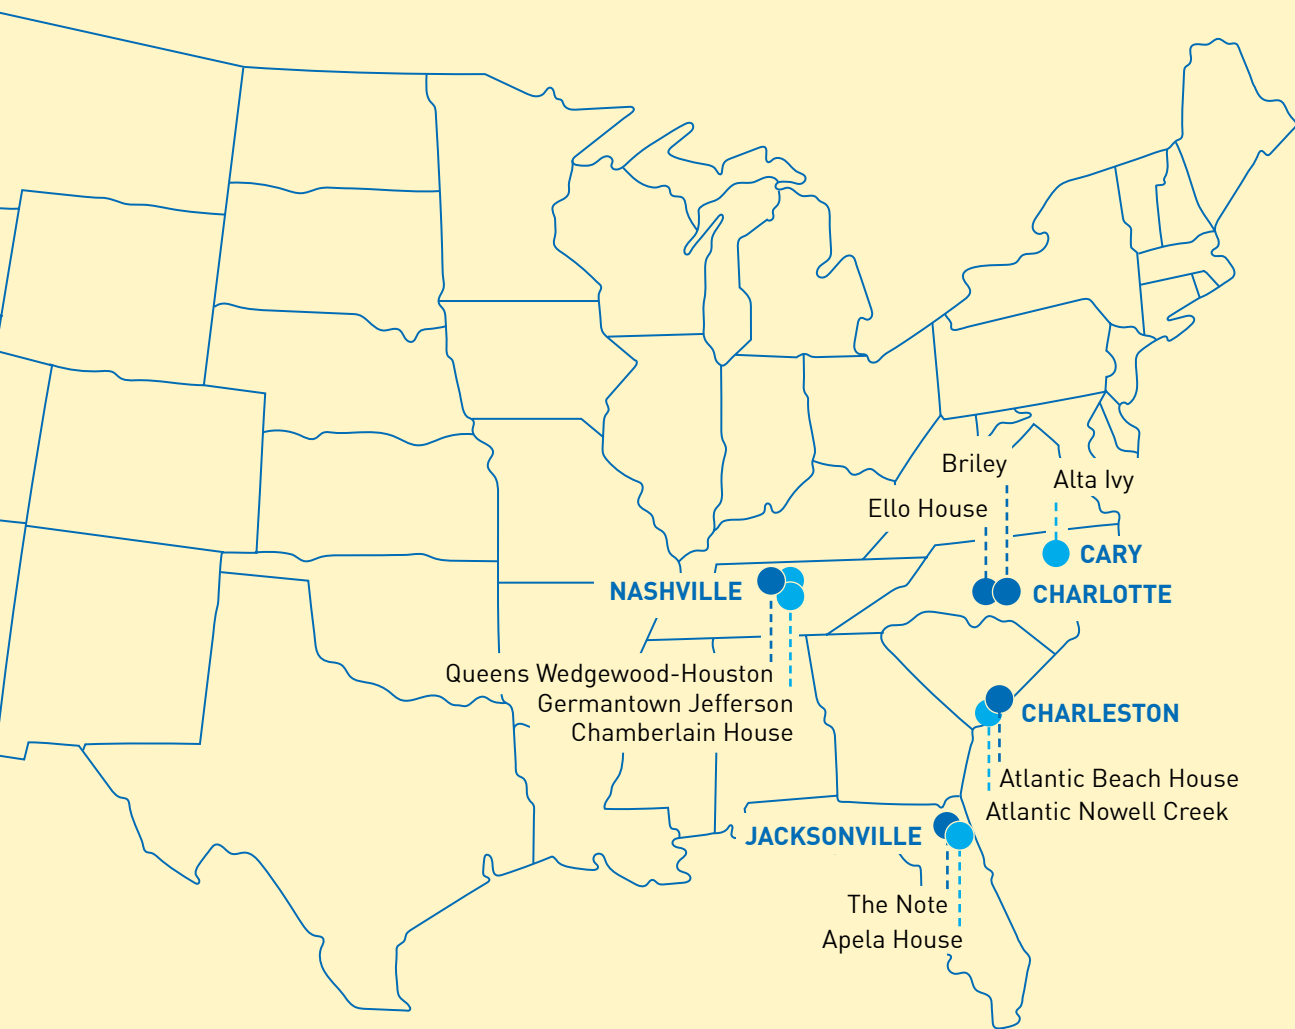 Briley
Alta Ivy
Ello House
CARY
NASHVILLE
CHARLOTTE
Queens Wedgewood-Houston
Germantown Jefferson
Chamberlain House
CHARLESTON
Atlantic Beach House
Atlantic Nowell Creek
JACKSONVILLE
The Note
Apela House